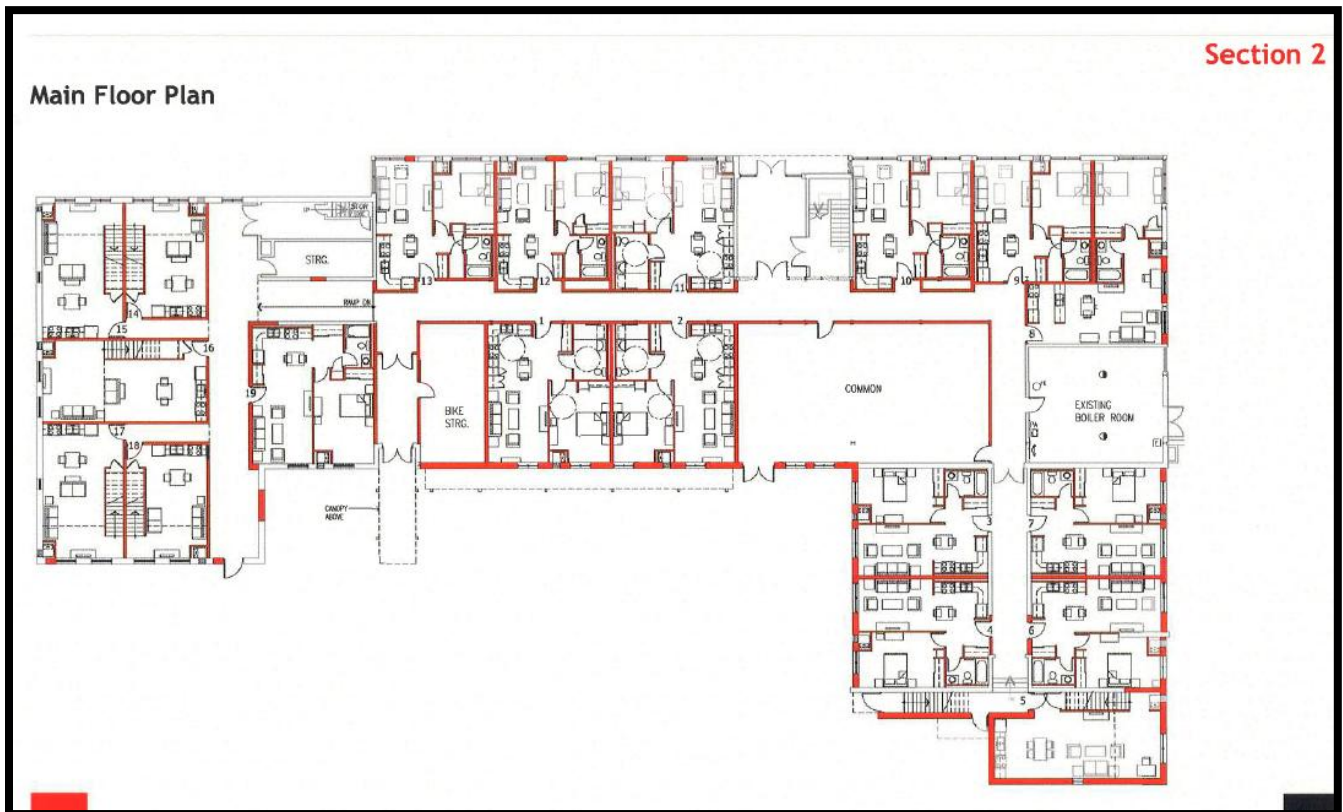 Section 2
Main Floor Plan
UP
STRG.
RAMP DN
13
12
11
10
9
14
15
16
1
2
8
19
BIKE
STRG.
COMMON
EXISTING
BOILER ROOM
17
18
CANOPY
ABOVE
3
7
4
6
5